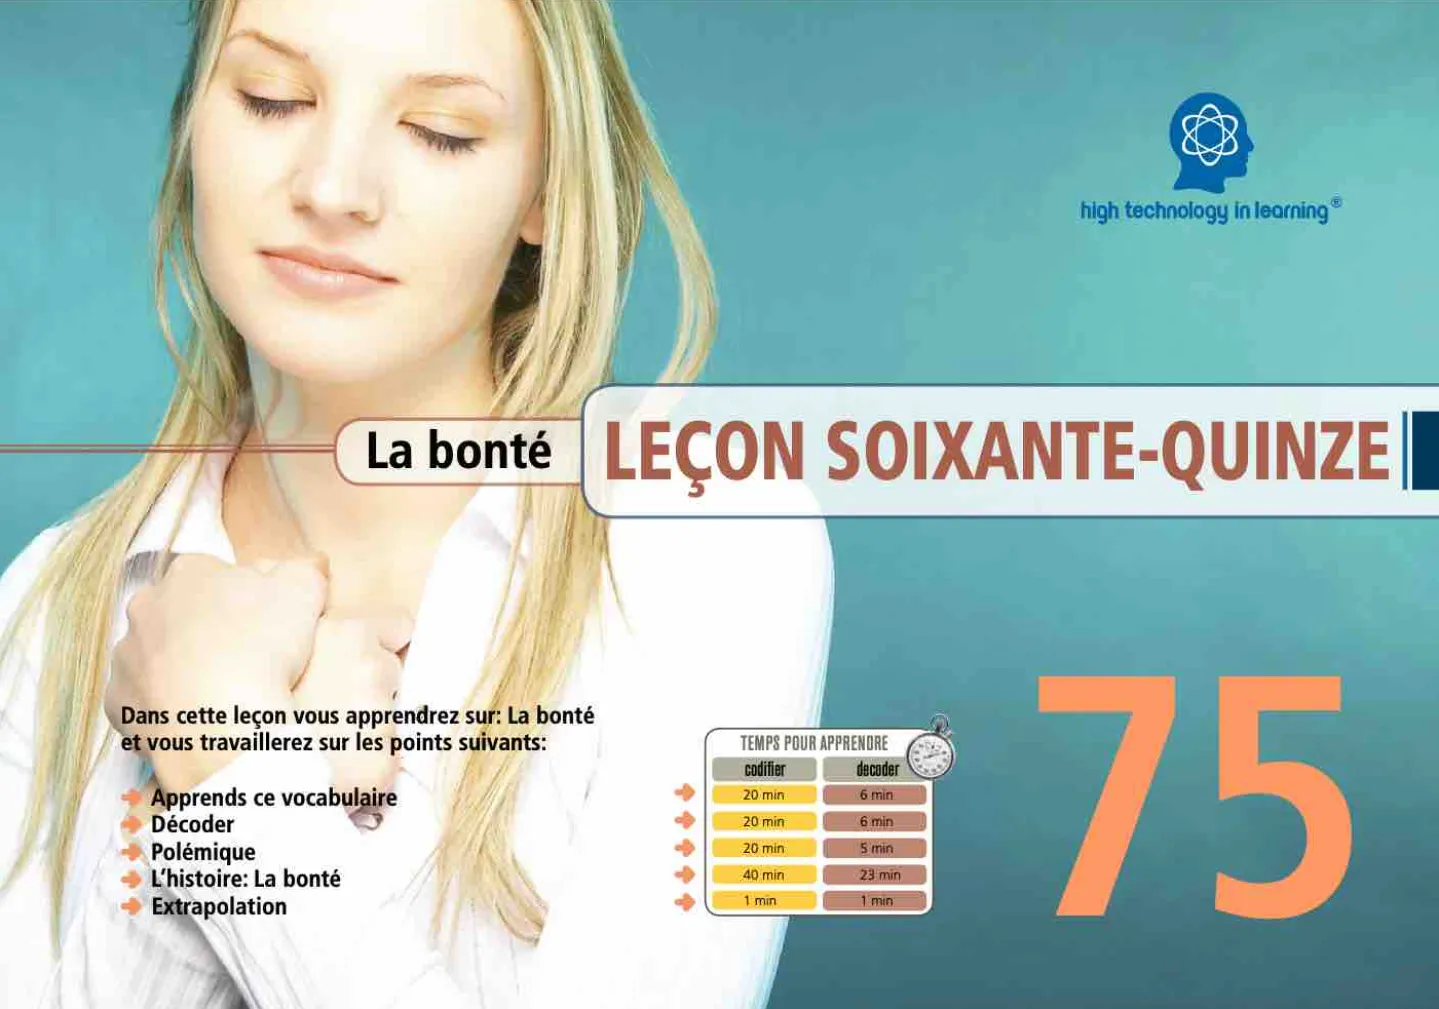 high technology in learning®
La bonté
LEÇON SOIXANTE-QUINZE
Dans cette leçon vous apprendrez sur: La bonté
et vous travaillerez sur les points suivants:
Apprends ce vocabulaire
Décoder
Polémique
L'histoire: La bonté
Extrapolation
TEMPS POUR APPRENDRE
codifier decoder
20 min 6 min
20 min 6 min
20 min 5 min
40 min 23 min
1 min 1 min
75